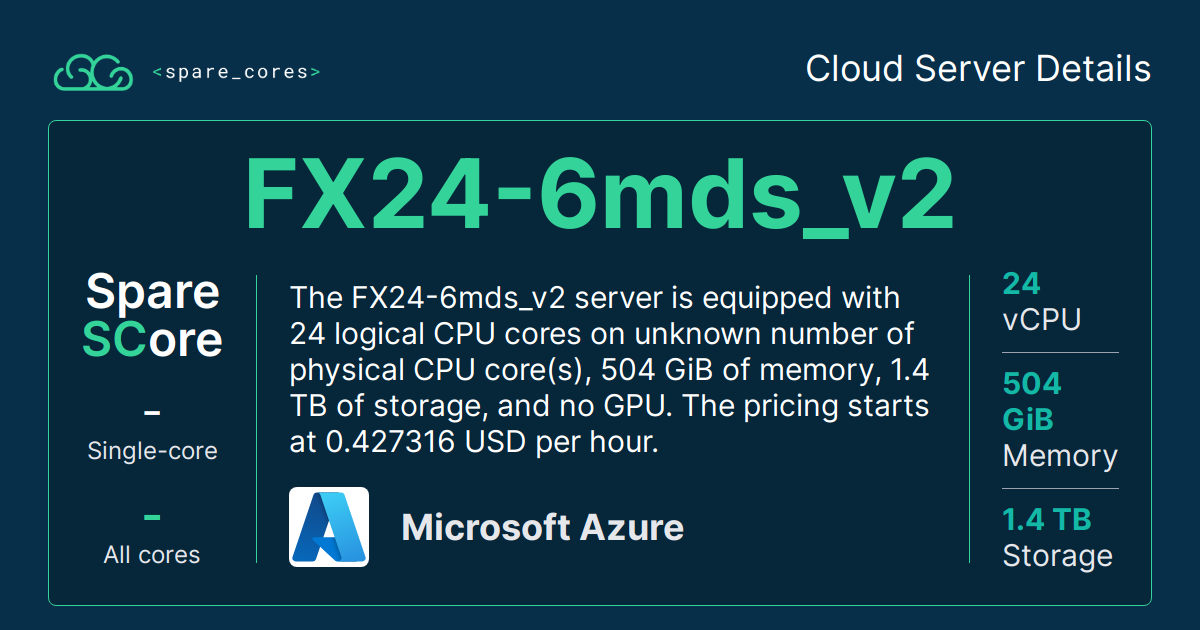 <spare_cores>
Cloud Server Details
FX24-6mds_v2
Spare
SCore
–
Single-core
–
All cores
The FX24-6mds_v2 server is equipped with
24 logical CPU cores on unknown number of
physical CPU core(s), 504 GiB of memory, 1.4
TB of storage, and no GPU. The pricing starts
at 0.427316 USD per hour.
Microsoft Azure
24
vCPU
504
GiB
Memory
1.4 TB
Storage